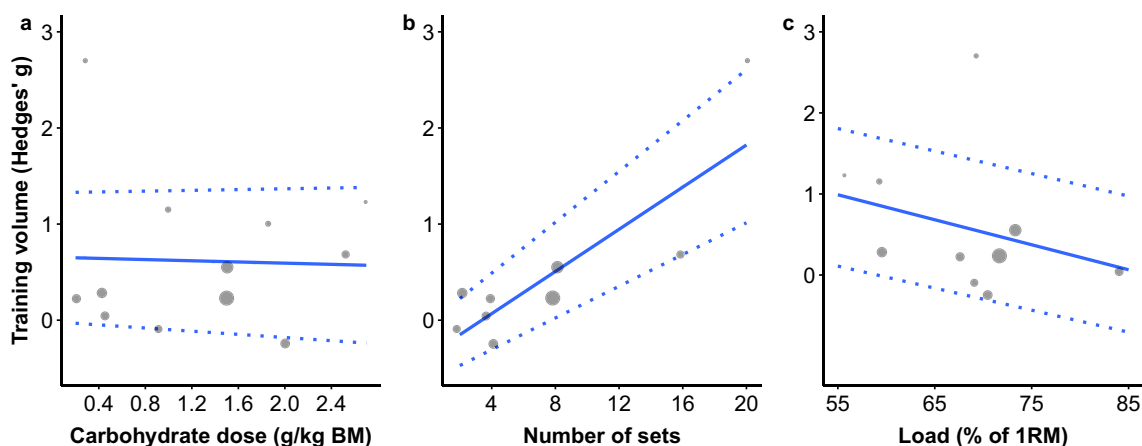 a
b
c
Training volume (Hedges' g)
3
2
1
0
0.4 0.8 1.2 1.6 2.0 2.4
Carbohydrate dose (g/kg BM)
3
2
1
0
4 8 12 16 20
Number of sets
3
2
1
0
55 65 75 85
Load (% of 1RM)